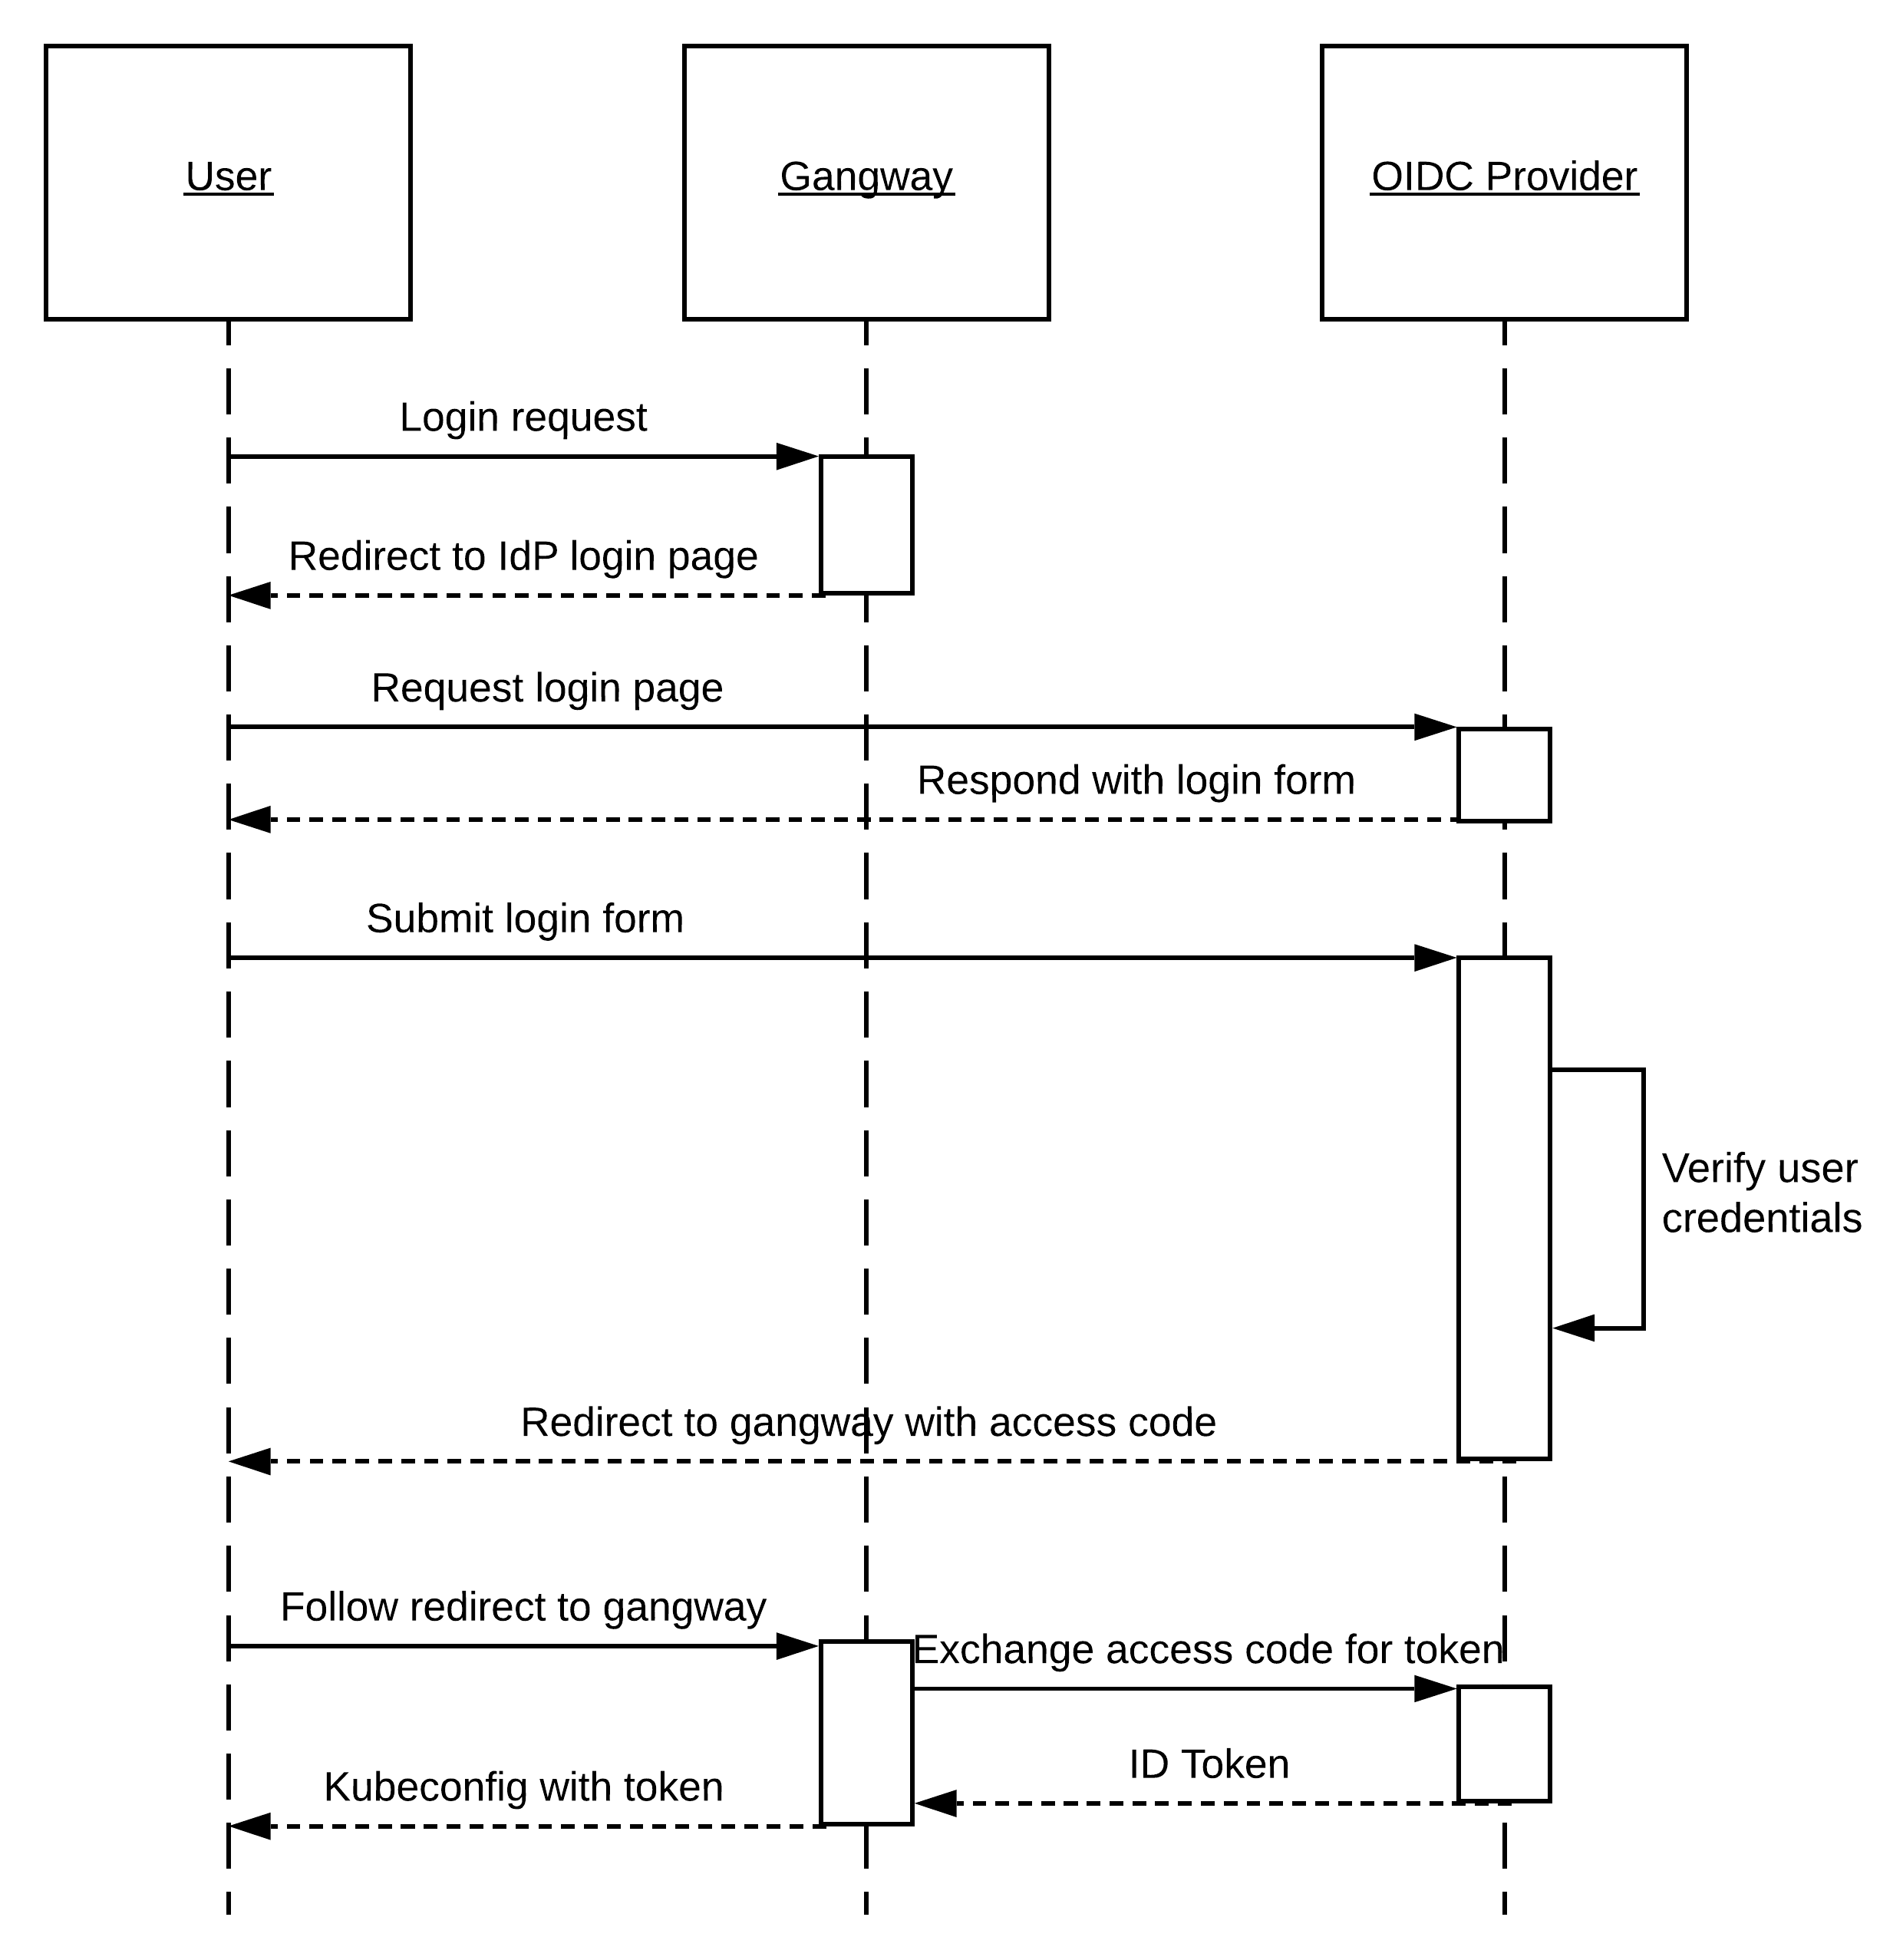 User
Gangway
OIDC Provider
Login request
Redirect to IdP login page
Request login page
Respond with login form
Submit login form
Verify user
credentials
Redirect to gangway with access code
Follow redirect to gangway
Exchange access code for token
ID Token
Kubeconfig with token